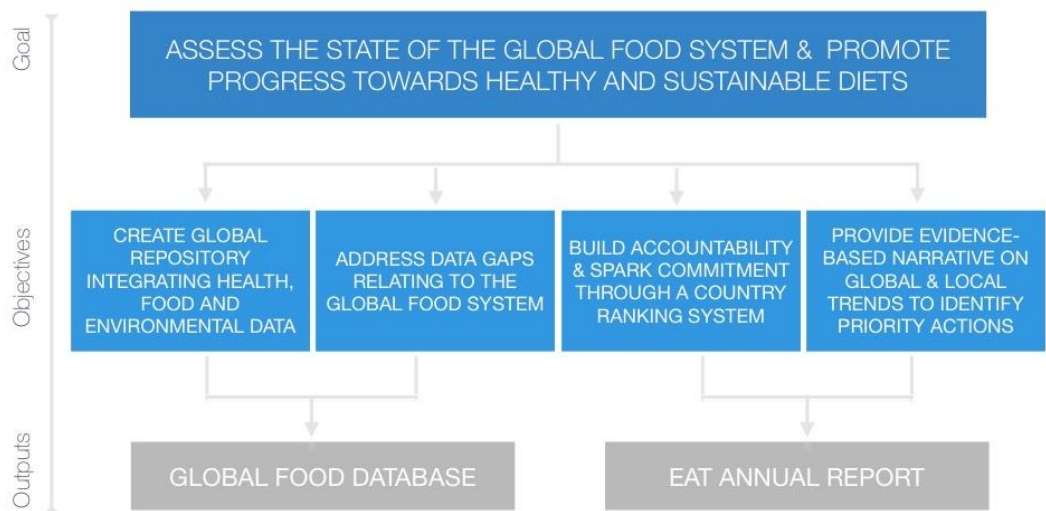 Goal
ASSESS THE STATE OF THE GLOBAL FOOD SYSTEM & PROMOTE
PROGRESS TOWARDS HEALTHY AND SUSTAINABLE DIETS
Objectives
CREATE GLOBAL
REPOSITORY
INTEGRATING HEALTH,
FOOD AND
ENVIRONMENTAL DATA
ADDRESS DATA GAPS
RELATING TO THE
GLOBAL FOOD SYSTEM
BUILD ACCOUNTABILITY
& SPARK COMMITMENT
THROUGH A COUNTRY
RANKING SYSTEM
PROVIDE EVIDENCE-
BASED NARRATIVE ON
GLOBAL & LOCAL
TRENDS TO IDENTIFY
PRIORITY ACTIONS
Outputs
GLOBAL FOOD DATABASE
EAT ANNUAL REPORT